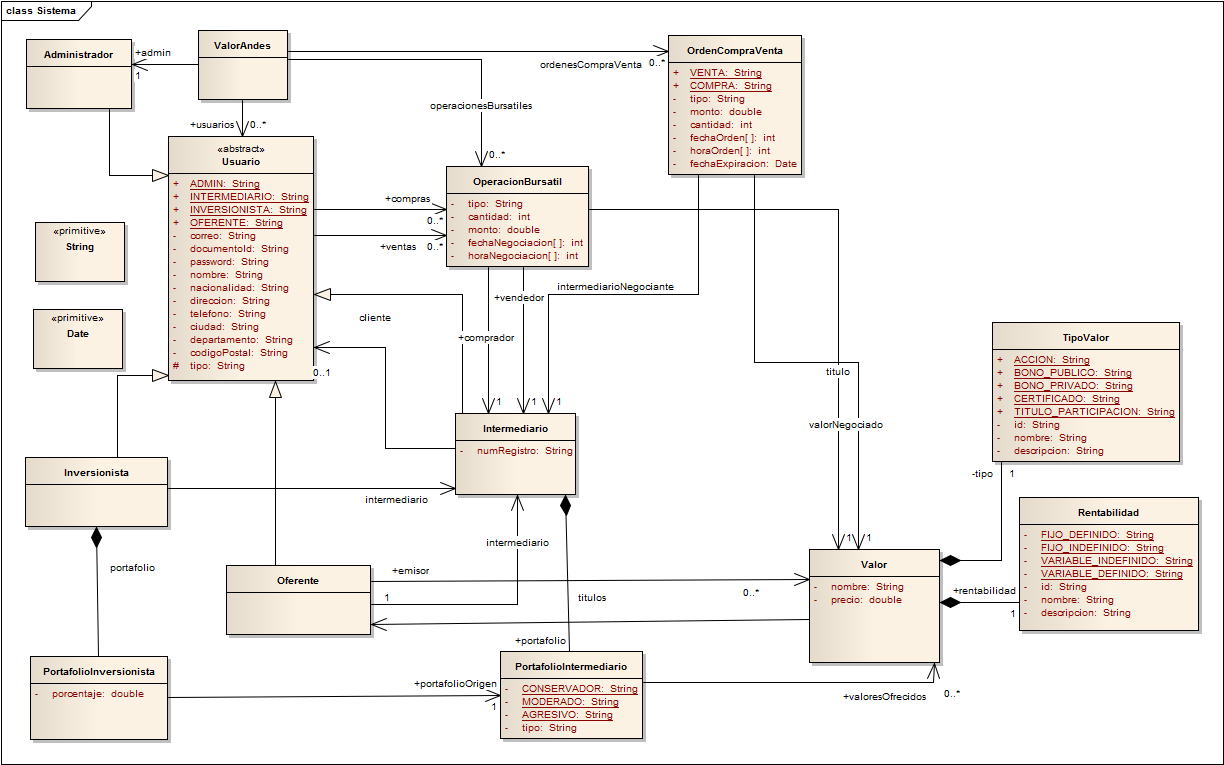 class Sistema
Administrador
+admin
1
ValorAndes
ordenesCompraVenta
0..*
OrdenCompraVenta
+ VENTA: String
+ COMPRA: String
- tipo: String
- monto: double
- cantidad: int
- fechaOrden[ ]: int
- horaOrden[ ]: int
- fechaExpiracion: Date
operacionesBursatiles
0..*
+usuarios
0..*
«abstract»
Usuario
+ ADMIN: String
+ INTERMEDIARIO: String
+ INVERSIONISTA: String
+ OFERENTE: String
- correo: String
- documentoId: String
- password: String
- nombre: String
- nacionalidad: String
- direccion: String
- telefono: String
- ciudad: String
- departamento: String
- codigoPostal: String
# tipo: String
+compras
0..*
+ventas
0..*
OperacionBursatil
- tipo: String
- cantidad: int
- monto: double
- fechaNegociacion[ ]: int
- horaNegociacion[ ]: int
«primitive»
String
«primitive»
Date
intermediarioNegociante
+vendedor
cliente
+comprador
0..1
1
1
1
titulo
valorNegociado
TipoValor
+ ACCION: String
+ BONO_PUBLICO: String
+ BONO_PRIVADO: String
+ CERTIFICADO: String
+ TITULO_PARTICIPACION: String
- id: String
- nombre: String
- descripcion: String
-tipo
1
Intermediario
- numRegistro: String
Inversionista
intermediario
intermediario
portafolio
Rentabilidad
- FIJO_DEFINIDO: String
- FIJO_INDEFINIDO: String
- VARIABLE_INDEFINIDO: String
- VARIABLE_DEFINIDO: String
- id: String
- nombre: String
- descripcion: String
+rentabilidad
1
1
1
Valor
- nombre: String
- precio: double
Oferente
+emisor
0..*
1
titulos
+portafolio
PortafolioInversionista
- porcentaje: double
+portafolioOrigen
1
PortafolioIntermediario
- CONSERVADOR: String
- MODERADO: String
- AGRESIVO: String
- tipo: String
+valoresOfrecidos
0..*